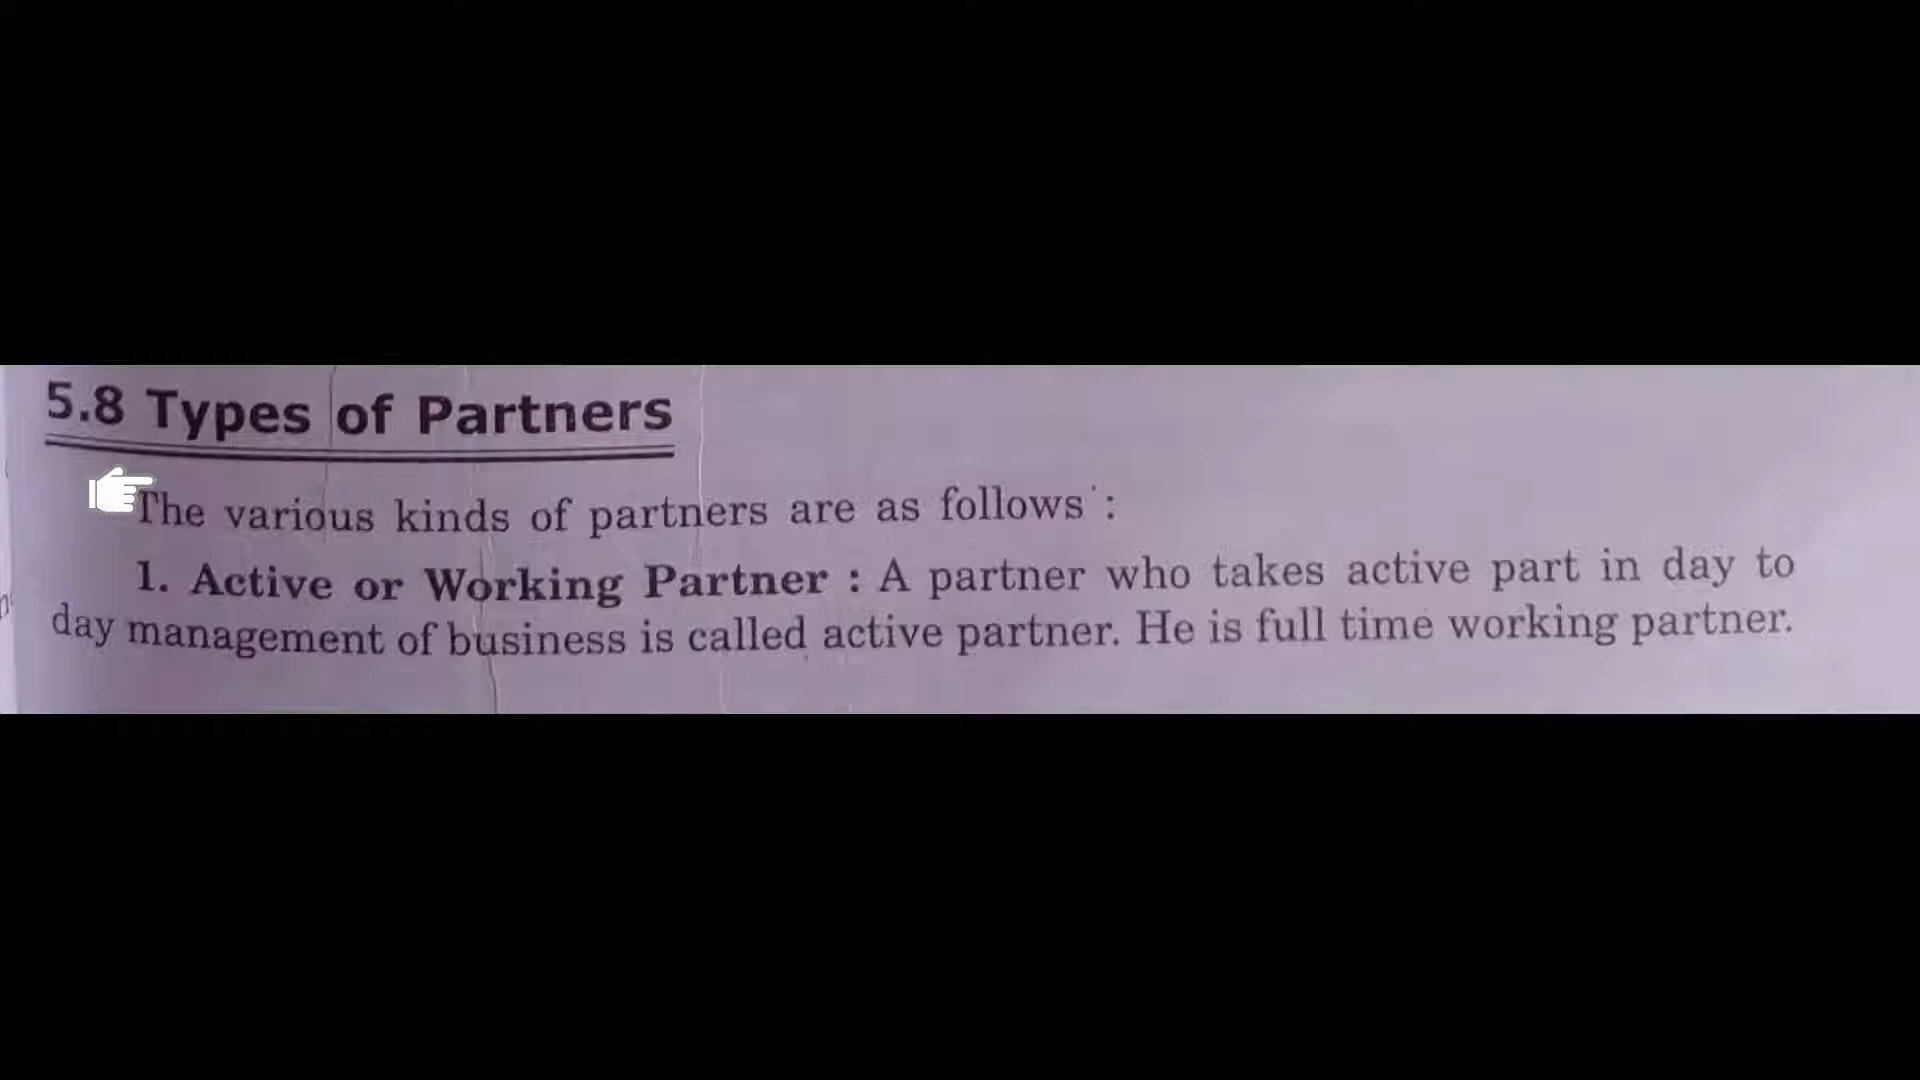 5.8 Types of Partners
The various kinds of partners are as follows :
1. Active or Working Partner : A partner who takes active part in day to
day management of business is called active partner. He is full time working partner.